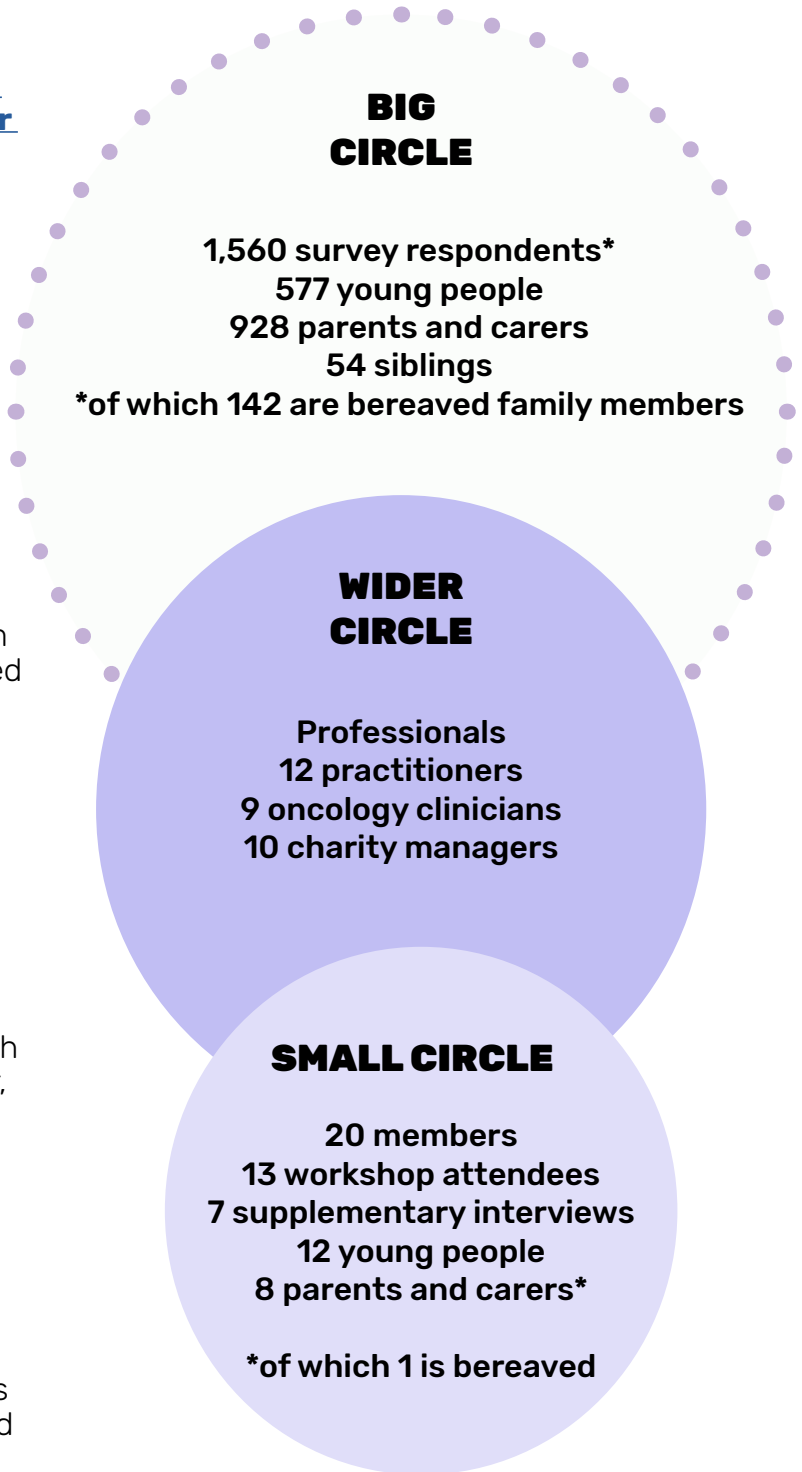 r
BIG
CIRCLE
1,560 survey respondents*
577 young people
928 parents and carers
54 siblings
*of which 142 are bereaved family members
n
ed
WIDER
CIRCLE
Professionals
12 practitioners
9 oncology clinicians
10 charity managers
h
SMALL CIRCLE
20 members
13 workshop attendees
7 supplementary interviews
12 young people
8 parents and carers*
*of which 1 is bereaved
s
d